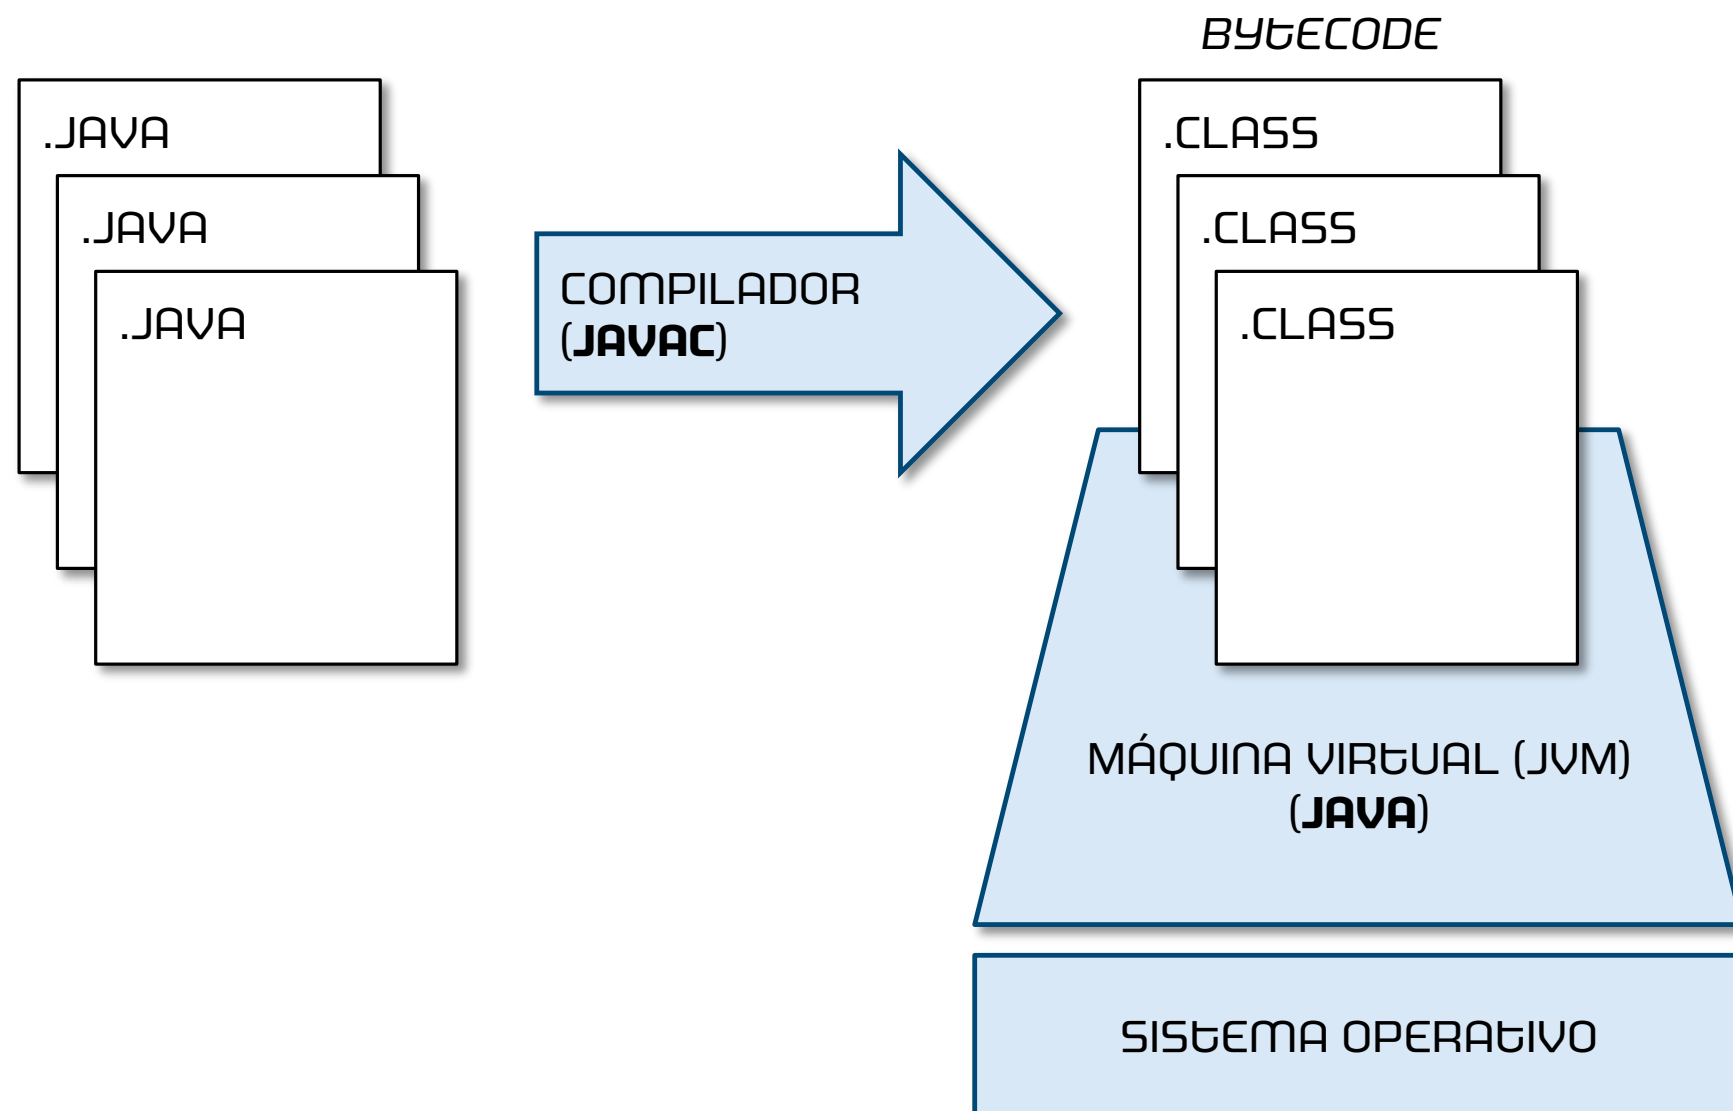 BYTECODE
.JAVA
.JAVA
.JAVA
COMPILADOR
(JAVAC)
.CLASS
.CLASS
.CLASS
MÁQUINA VIRTUAL (JVM)
(JAVA)
SISTEMA OPERATIVO